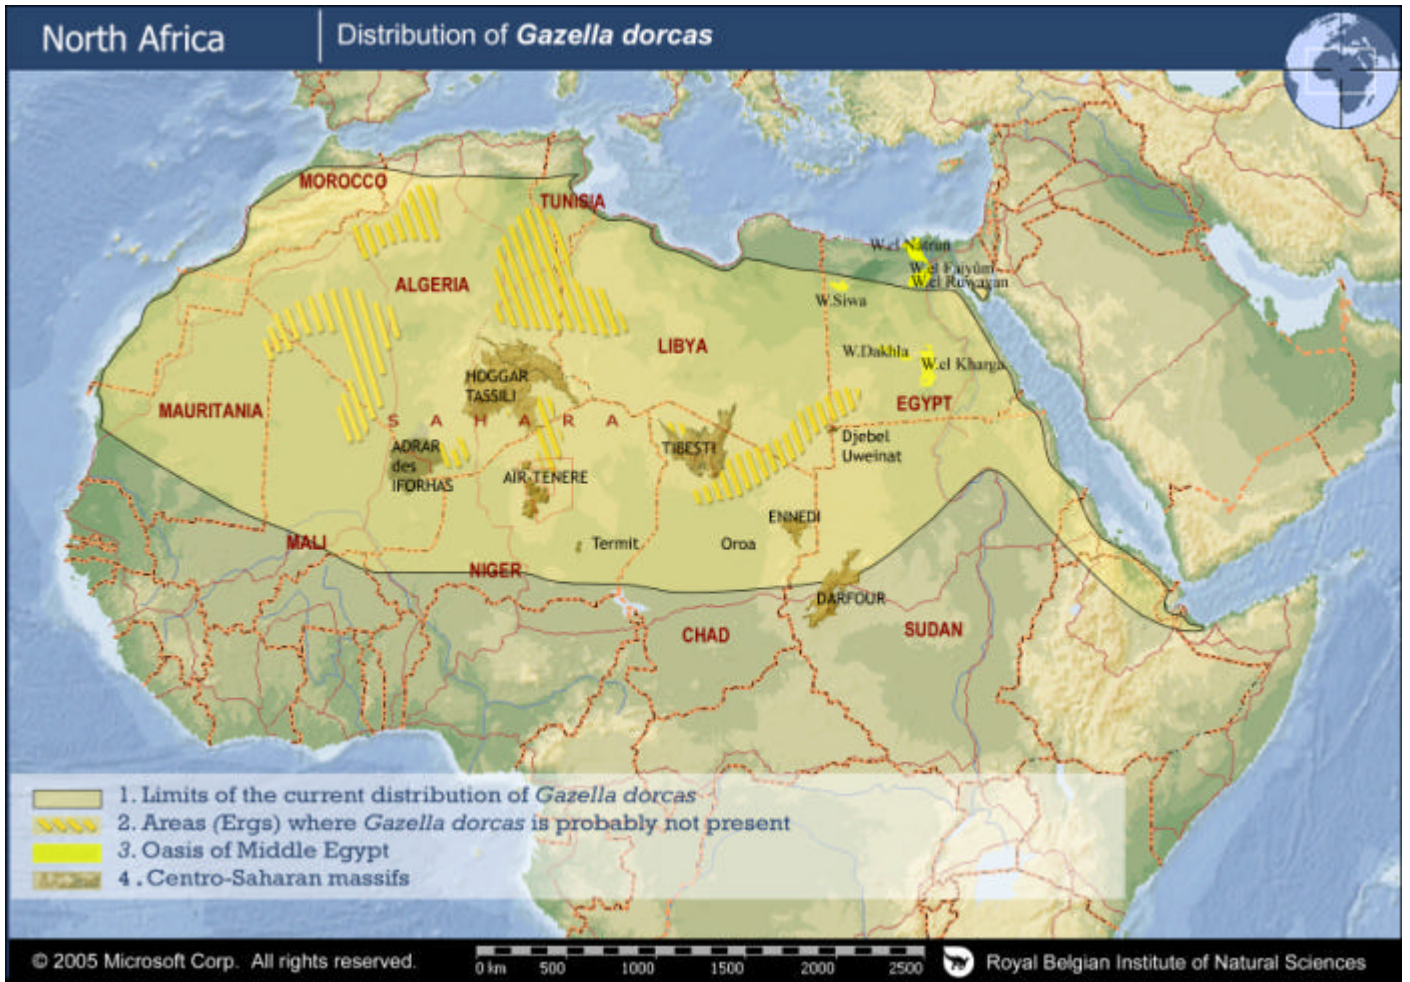 North Africa
Distribution of Gazella dorcas
MOROCCO
TUNISIA
W.el Natrun
ALGERIA
W.el Faiyûm
W.el Ruwayan
W.Siwa
LIBYA
W.Dakhla
W.el Kharga
HOGGAR
TASSILI
MAURITANIA
EGYPT
SAHARA
ADRAR
des
IFORHAS
TIBESTI
Djebel
Uweinat
AIR-TENERE
ENNEDI
MALI
Termit
Oroa
NIGER
DARFOUR
CHAD
SUDAN
1. Limits of the current distribution of Gazella dorcas
2. Areas (Ergs) where Gazella dorcas is probably not present
3. Oasis of Middle Egypt
4 . Centro-Saharan massifs
© 2005 Microsoft Corp. All rights reserved.
0 km 500 1000 1500 2000 2500
Royal Belgian Institute of Natural Sciences